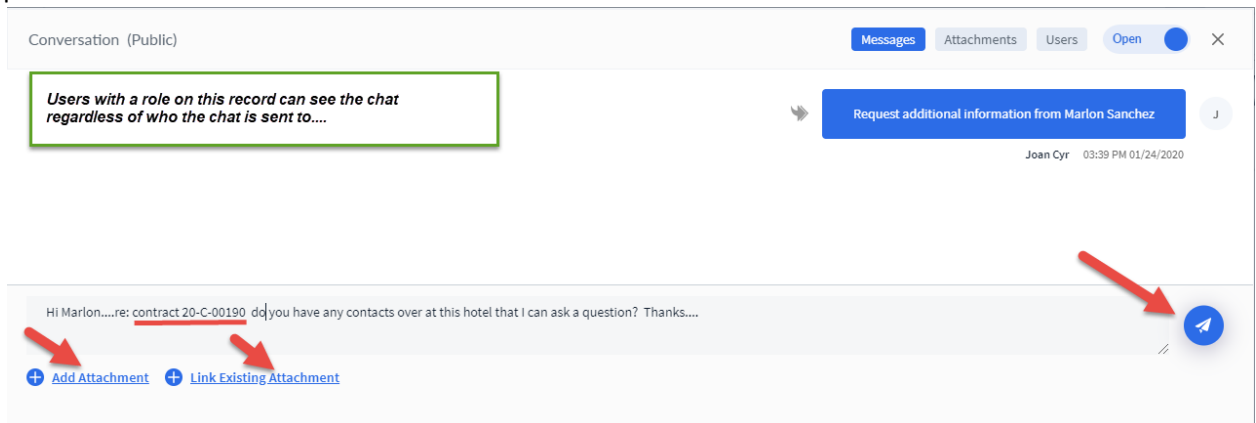 Conversation (Public)
Messages Attachments Users Open
Users with a role on this record can see the chat
regardless of who the chat is sent to....
Request additional information from Marlon Sanchez
J
Joan Cyr 03:39 PM 01/24/2020
Hi Marlon....re: contract 20-C-00190 do you have any contacts over at this hotel that I can ask a question? Thanks....
Add Attachment Link Existing Attachment